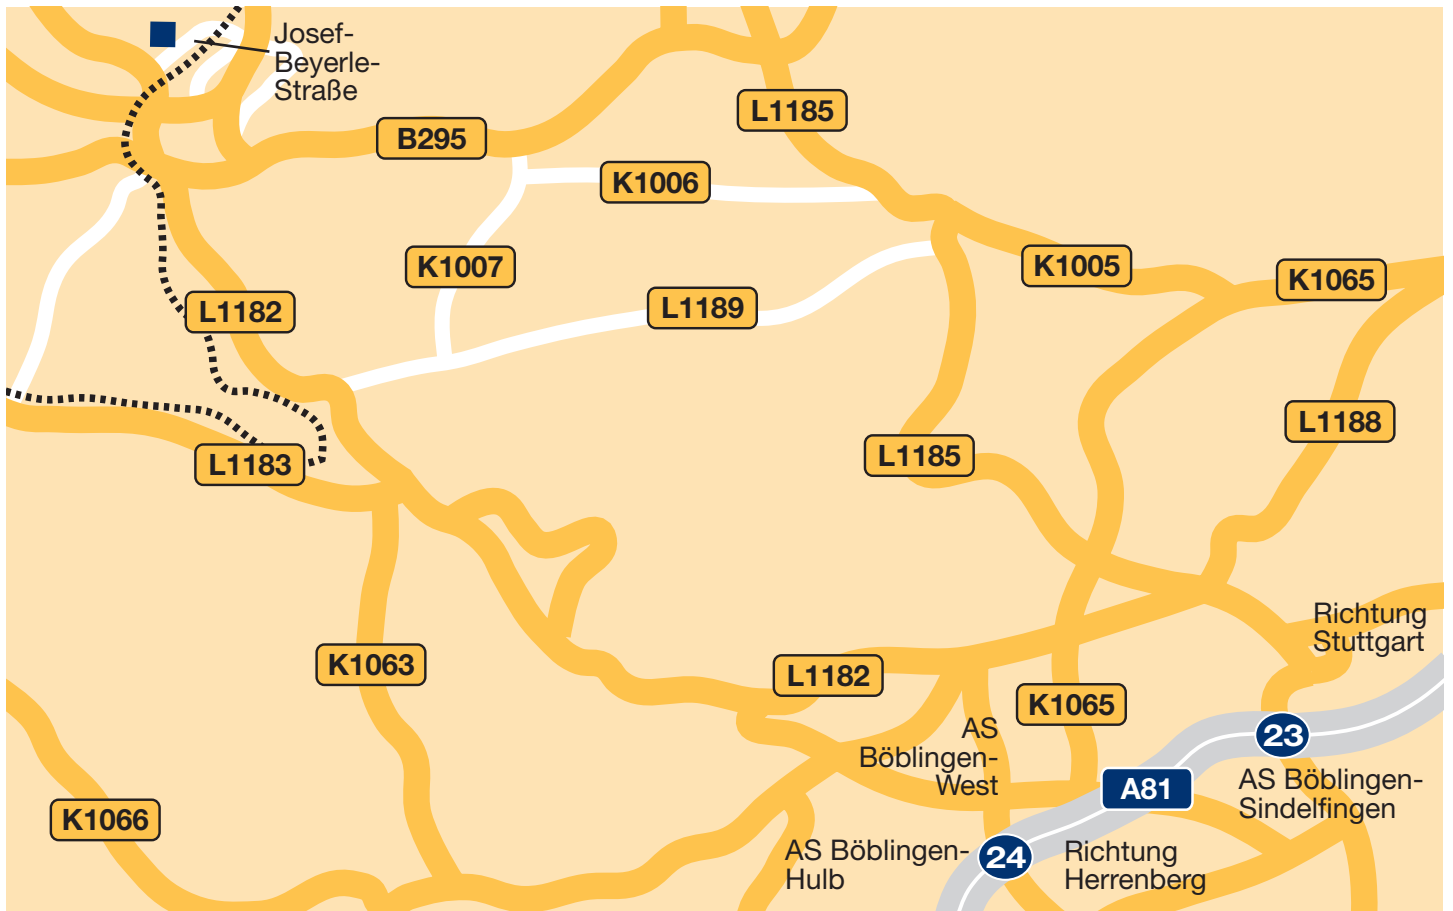 Josef-
Beyerle-
Straße
L1185
B295
K1006
K1007
K1005
K1065
L1182
L1189
L1188
L1183
L1185
Richtung
Stuttgart
K1063
L1182
K1065
AS
Böblingen-
West
23
A81
AS Böblingen-
Sindelfingen
K1066
AS Böblingen-
Hulb
24
Richtung
Herrenberg